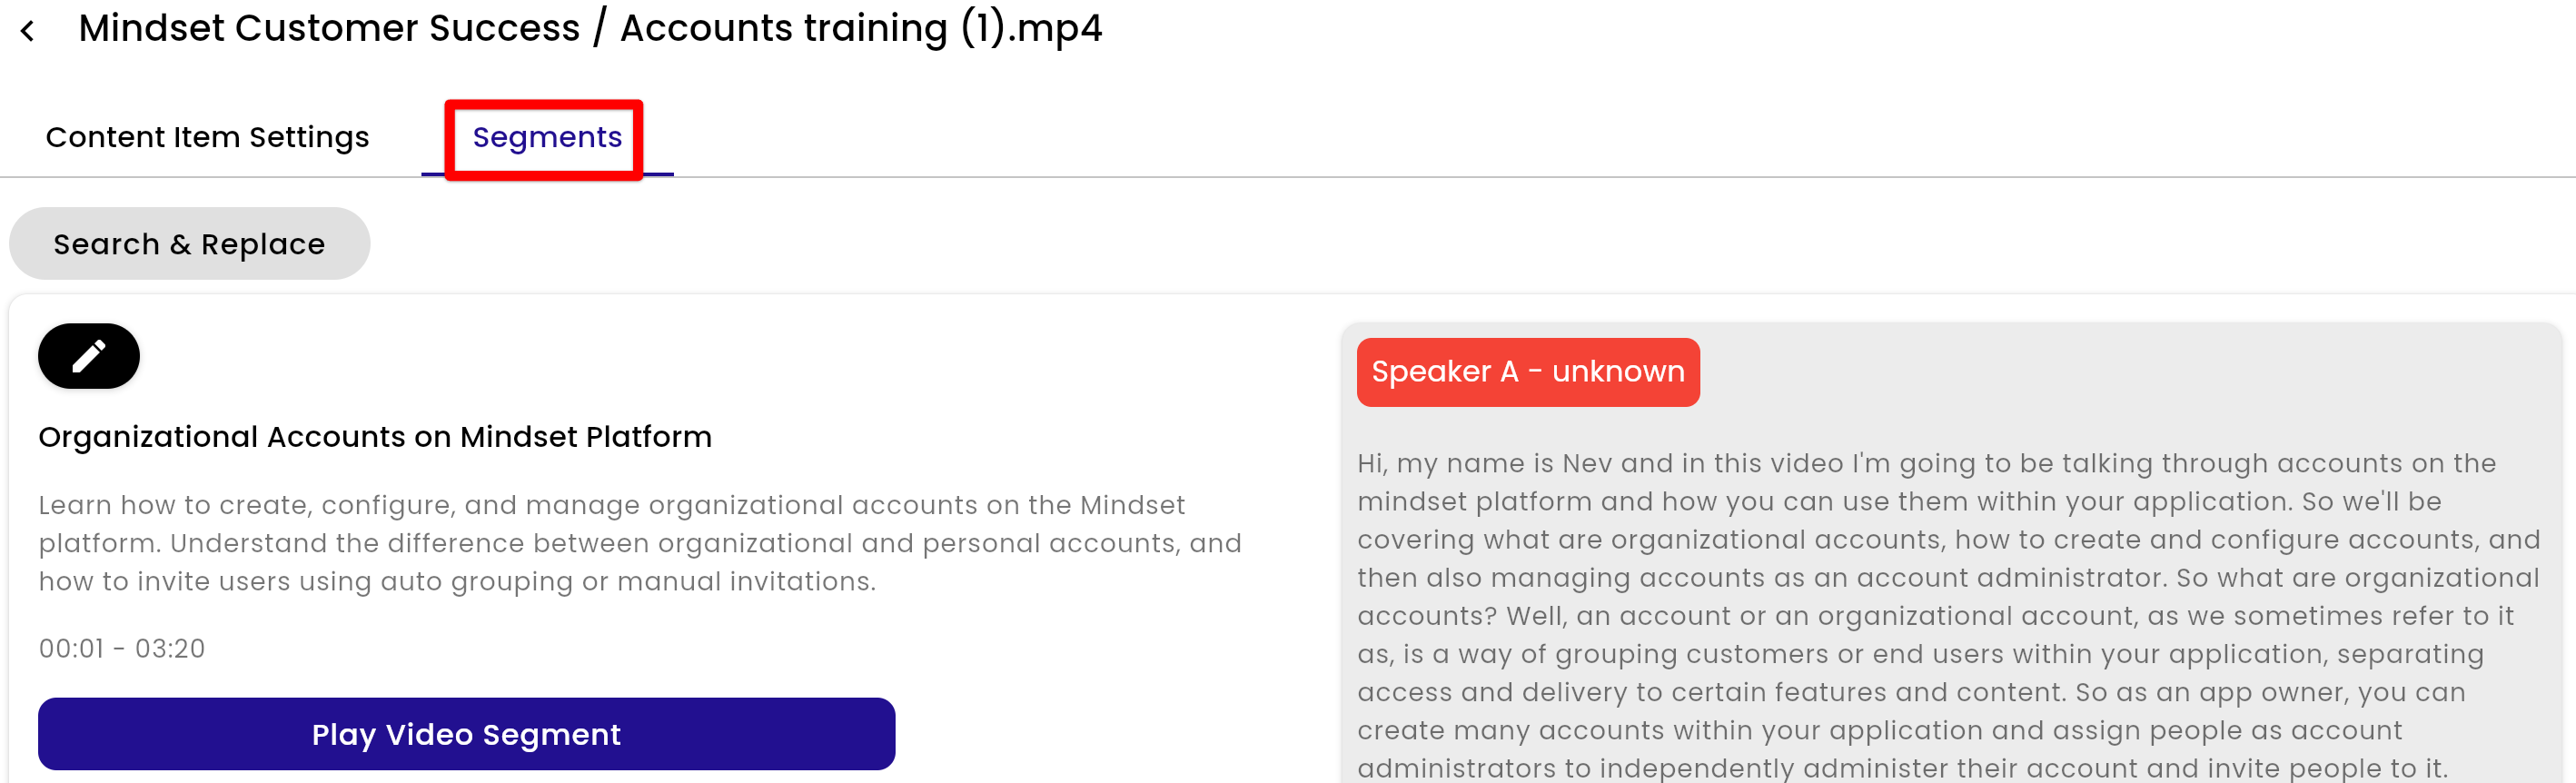 Mindset Customer Success / Accounts training (1).mp4
Content Item Settings
Segments
Search & Replace
Organizational Accounts on Mindset Platform
Learn how to create, configure, and manage organizational accounts on the Mindset
platform. Understand the difference between organizational and personal accounts, and
how to invite users using auto grouping or manual invitations.
00:01 - 03:20
Play Video Segment
Speaker A - unknown
Hi, my name is Nev and in this video I'm going to be talking through accounts on the
mindset platform and how you can use them within your application. So we'll be
covering what are organizational accounts, how to create and configure accounts, and
then also managing accounts as an account administrator. So what are organizational
accounts? Well, an account or an organizational account, as we sometimes refer to it
as, is a way of grouping customers or end users within your application, separating
access and delivery to certain features and content. So as an app owner, you can
create many accounts within your application and assign people as account
administrators to independently administer their account and invite people to it.